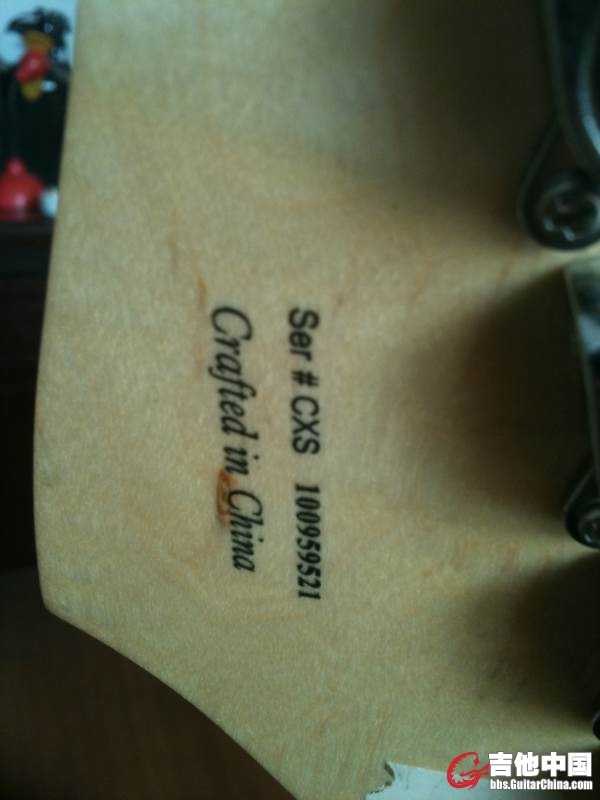 Ser # CXS 100959521
Crafted in China
吉他中国
bbs.GuitarChina.com